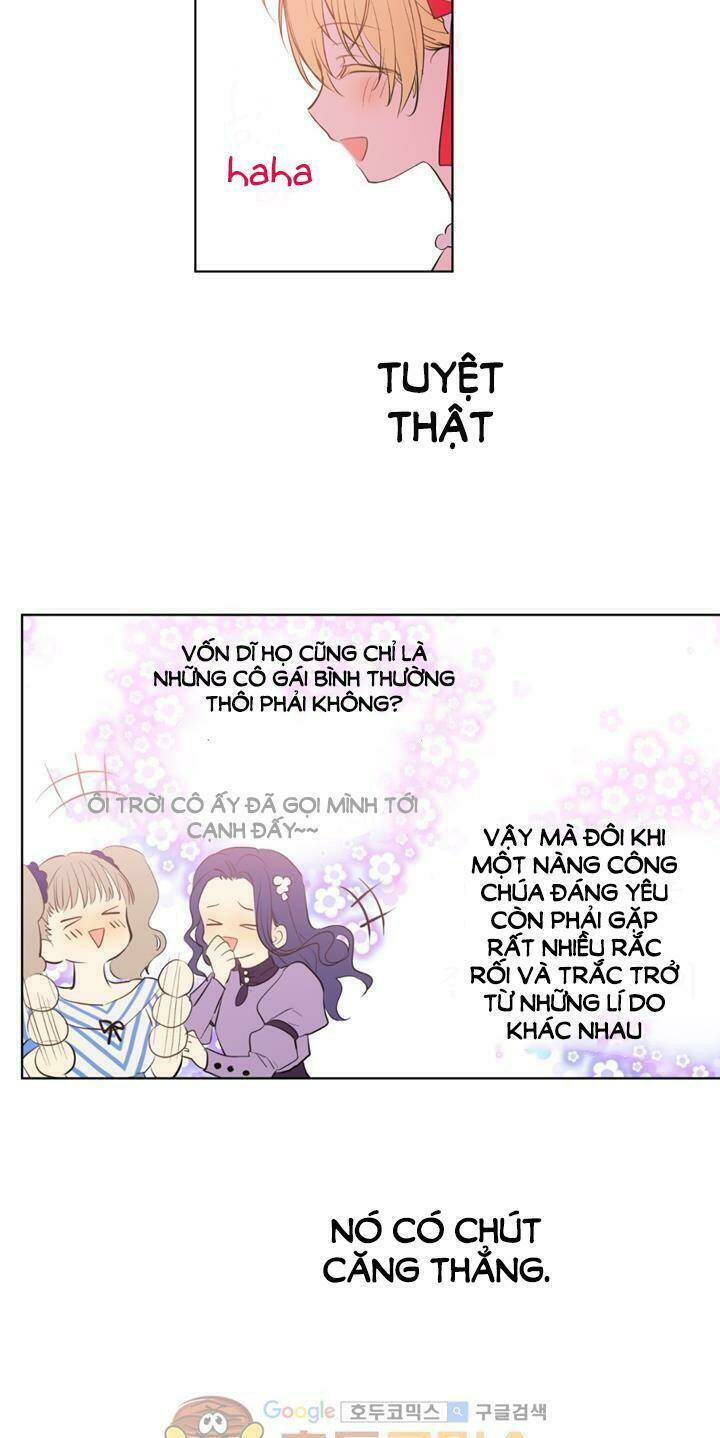 haha
TUYỆT
THẬT
VỐN DĨ HỌ CŨNG CHỈ LÀ
NHỮNG CÔ GÁI BÌNH THƯỜNG
THÔI PHẢI KHÔNG?
ÔI TRỜI CÔ ẤY ĐÃ GỌI MÌNH TỚI
CẠNH ĐẤY~~
VẬY MÀ ĐÔI KHI
MỘT NÀNG CÔNG
CHÚA ĐÁNG YÊU
CÒN PHẢI GẶP
RẤT NHIỀU RẮC
RỐI VÀ TRẮC TRỞ
TỪ NHỮNG LÍ DO
KHÁC NHAU
NÓ CÓ CHÚT
CĂNG THẲNG.
Google 호두코믹스 구글검색